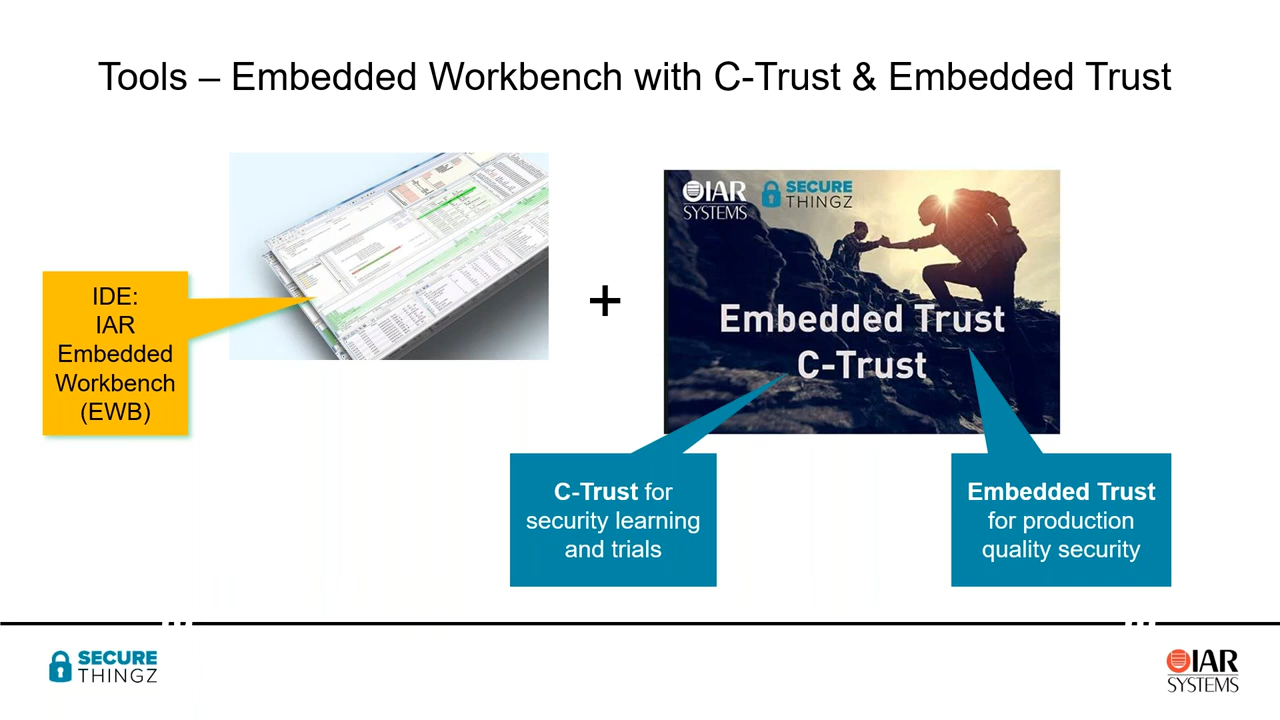 Tools – Embedded Workbench with C-Trust & Embedded Trust
IAR
SYSTEMS
SECURE
THINGZ
IDE:
IAR
Embedded
Workbench
(EWB)
+
Embedded Trust
C-Trust
C-Trust for
security learning
and trials
Embedded Trust
for production
quality security
SECURE
THINGZ
IAR
SYSTEMS